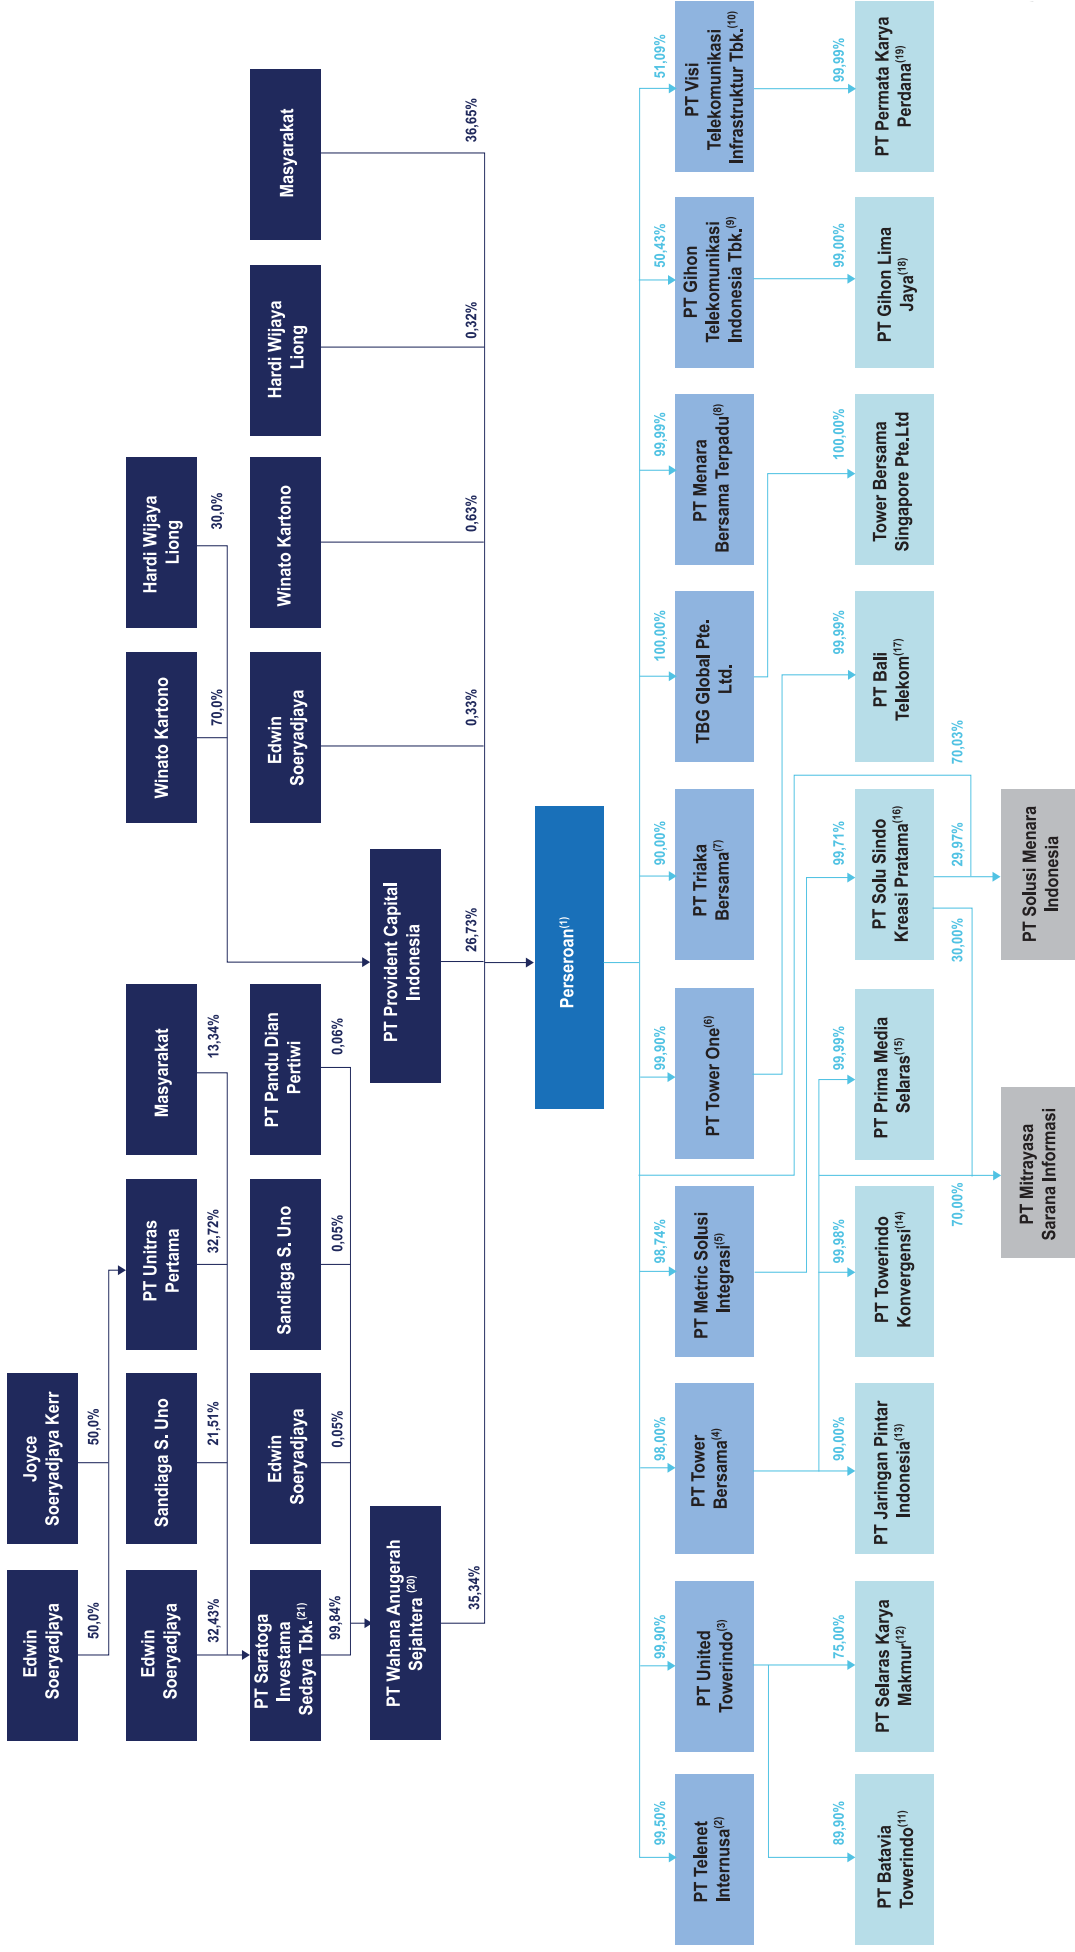 Edwin
Soeryadjaya
Joyce
Soeryadjaya Kerr
50,0%
50,0%
Edwin
Soeryadjaya
Sandiaga S. Uno
PT Unitras
Pertama
Masyarakat
Winato Kartono
Hardi Wijaya
Liong
32,43%
21,51%
32,72%
13,34%
70,0%
30,0%
PT Saratoga
Investama
Sedaya Tbk.(21)
Edwin
Soeryadjaya
Sandiaga S. Uno
PT Pandu Dian
Pertiwi
Edwin
Soeryadjaya
Winato Kartono
Hardi Wijaya
Liong
Masyarakat
99,84%
0,05%
0,05%
0,06%
PT Wahana Anugerah
Sejahtera (20)
PT Provident Capital
Indonesia
35,34%
26,73%
0,33%
0,63%
0,32%
36,65%
Perseroan(1)
99,50%
99,90%
98,00%
98,74%
99,90%
90,00%
100,00%
99,99%
50,43%
51,09%
PT Telenet
Internusa(2)
PT United
Towerindo(3)
PT Tower
Bersama(4)
PT Metric Solusi
Integrasi(5)
PT Tower One(6)
PT Triaka
Bersama(7)
TBG Global Pte.
Ltd.
PT Menara
Bersama Terpadu(8)
PT Gihon
Telekomunikasi
Indonesia Tbk.(9)
PT Visi
Telekomunikasi
Infrastruktur Tbk.(10)
89,90%
75,00%
90,00%
99,98%
99,99%
99,71%
99,99%
100,00%
99,00%
99,99%
PT Batavia
Towerindo(11)
PT Selaras Karya
Makmur(12)
PT Jaringan Pintar
Indonesia(13)
PT Towerindo
Konvergensi(14)
PT Prima Media
Selaras(15)
PT Solu Sindo
Kreasi Pratama(16)
PT Bali
Telekom(17)
Tower Bersama
Singapore Pte.Ltd
PT Gihon Lima
Jaya(18)
PT Permata Karya
Perdana(19)
70,00%
30,00%
29,97%
70,03%
PT Mitrayasa
Sarana Informasi
PT Solusi Menara
Indonesia